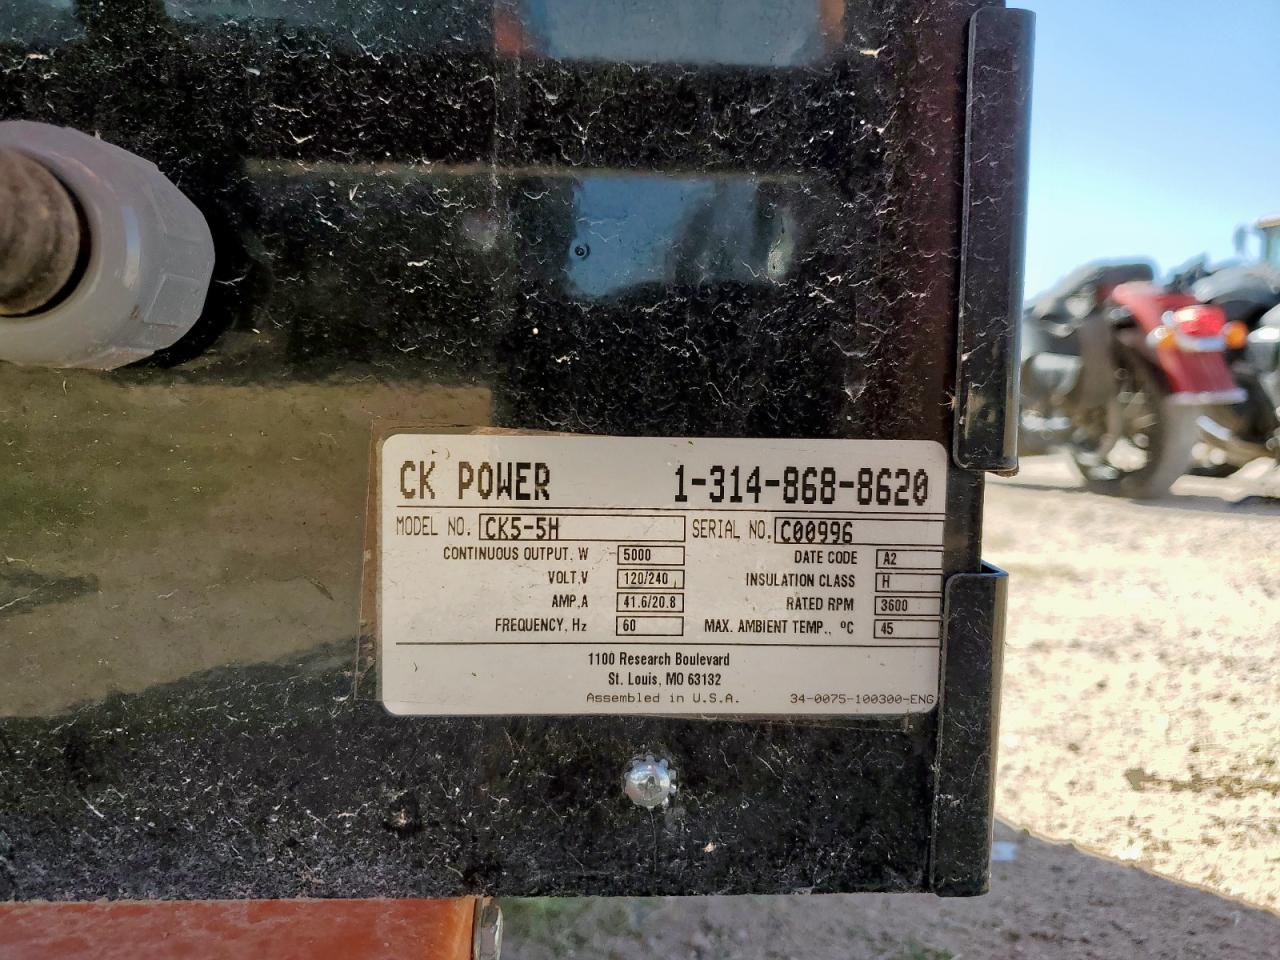 CK POWER 1-314-868-8620
MODEL NO. CK5-5H SERIAL NO. C00996
CONTINUOUS OUTPUT, W 5000 DATE CODE A2
VOLT, V 120/240 INSULATION CLASS H
AMP, A 41.6/20.8 RATED RPM 3600
FREQUENCY, Hz 60 MAX. AMBIENT TEMP., ºC 45
1100 Research Boulevard
St. Louis, MO 63132
Assembled in U.S.A. 34-0075-100300-ENG